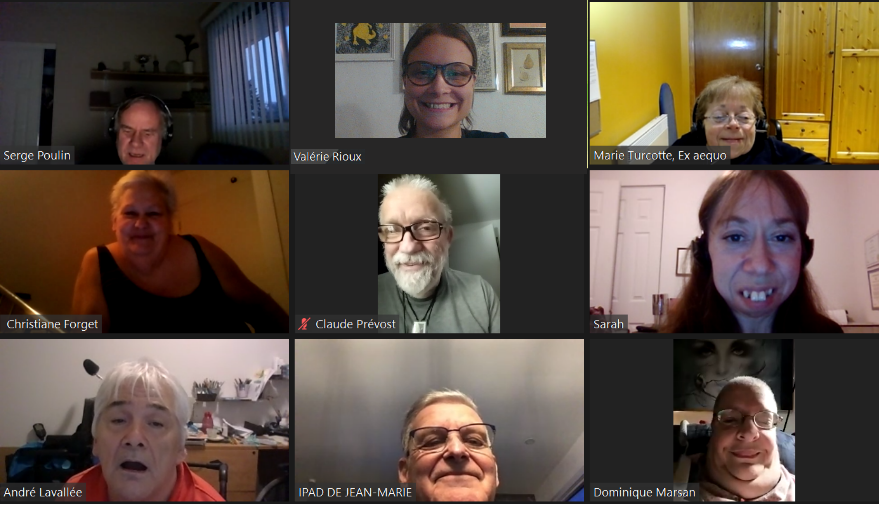 Serge Poulin
Valérie Rioux
Marie Turcotte, Ex aequo
Christiane Forget
Claude Prévost
Sarah
André Lavallée
IPAD DE JEAN-MARIE
Dominique Marsan